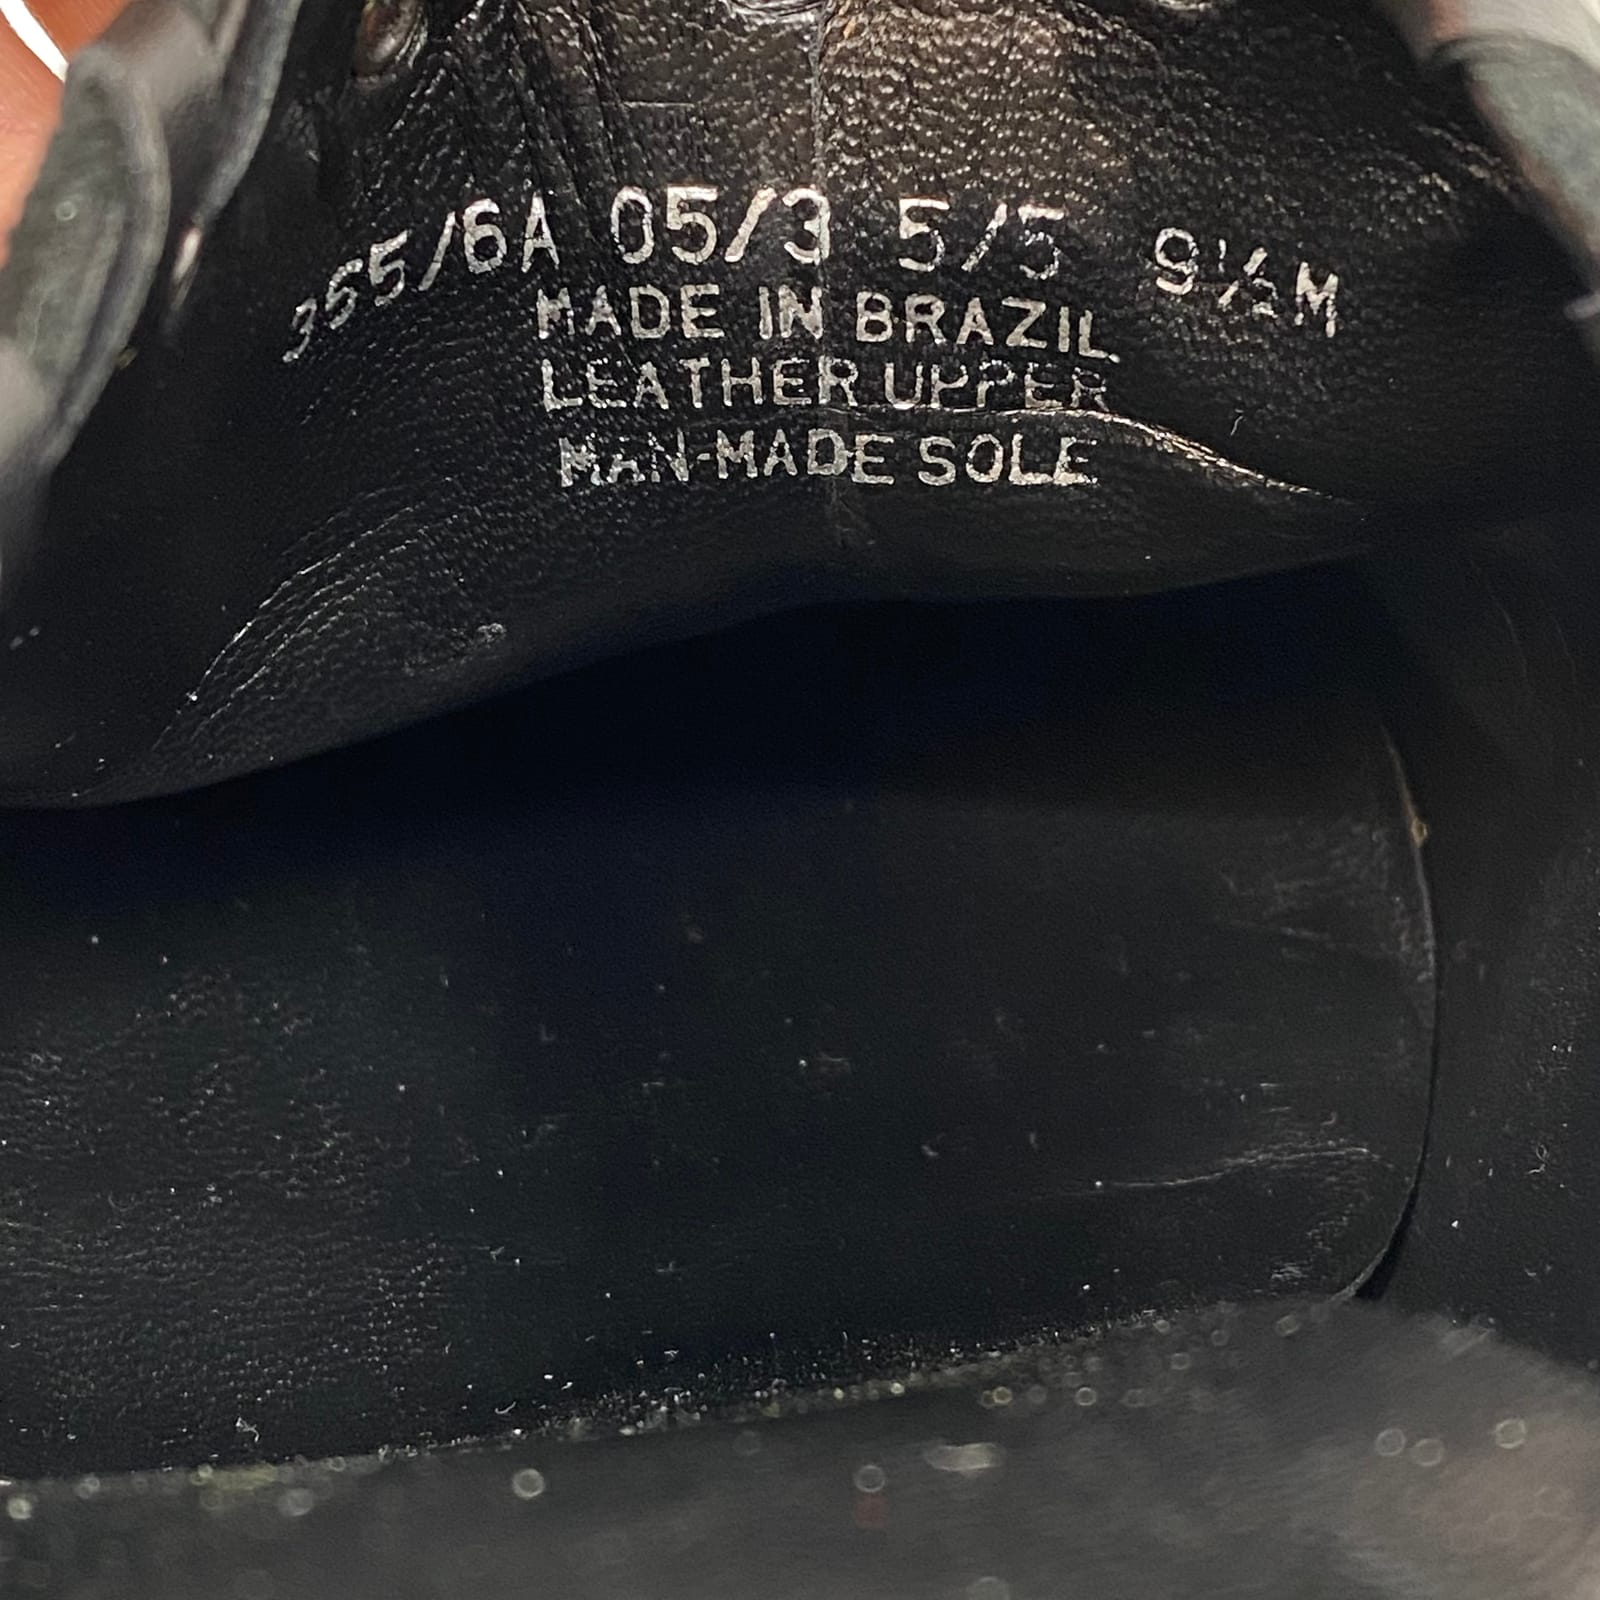 355/6A 05/3 5/5 9½M
MADE IN BRAZIL
LEATHER UPPER
MAN-MADE SOLE